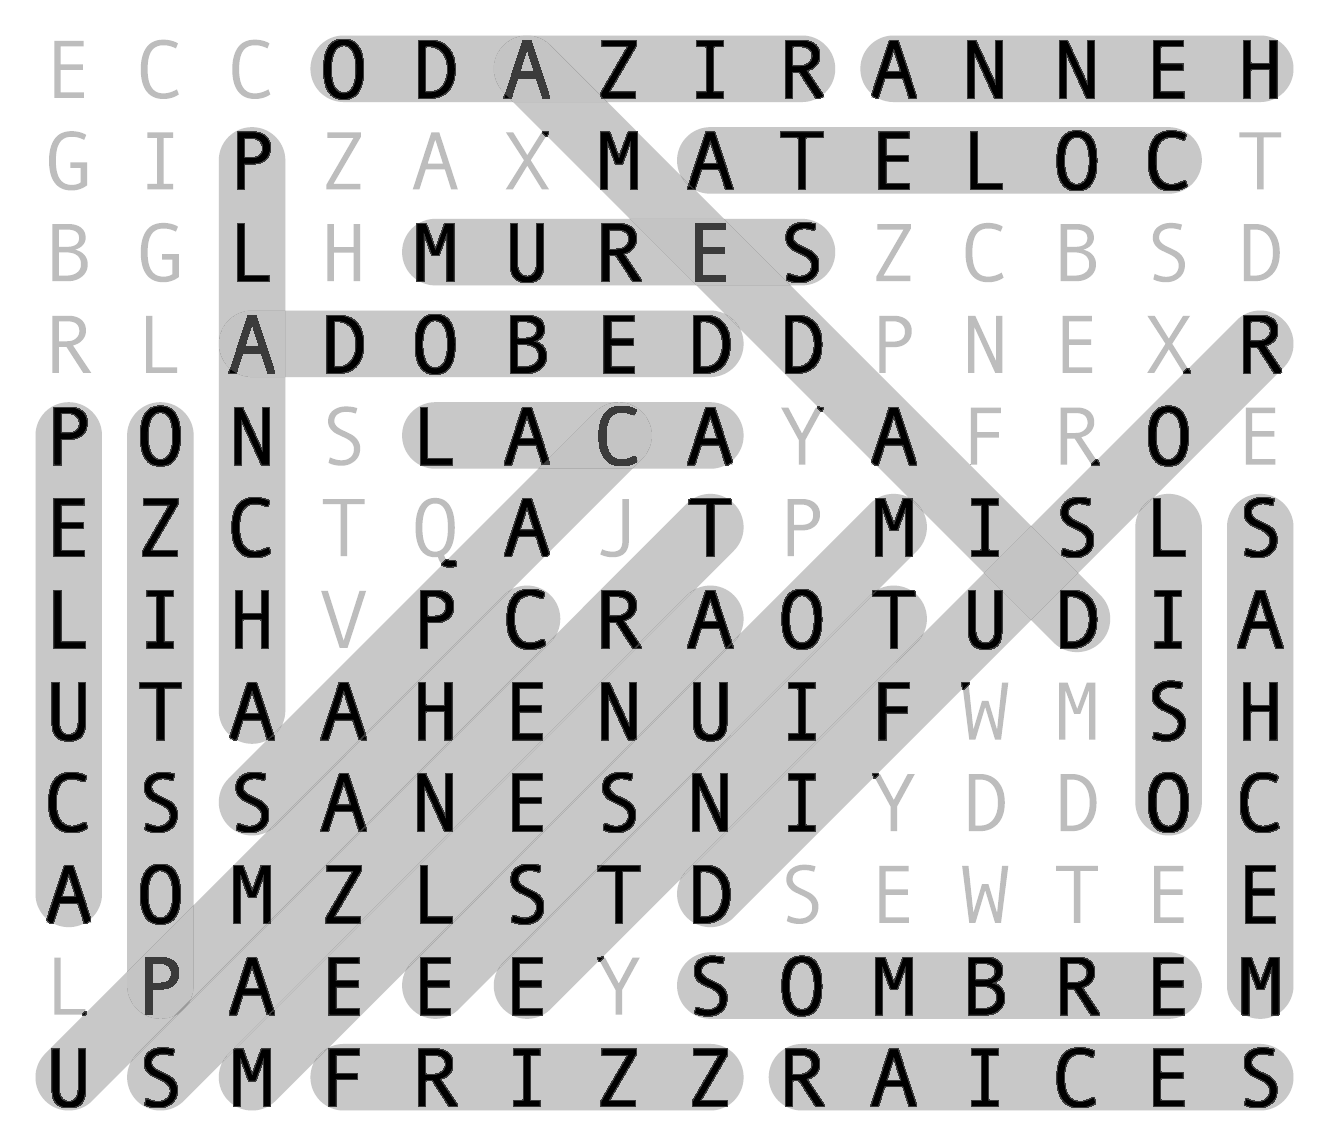 E C C O D A Z I R A N N E H
G I P Z A X M A T E L O C T
B G L H M U R E S Z C B S D
R L A D O B E D D P N E X R
P O N S L A C A Y A F R O E
E Z C T Q A J T P M I S L S
L I H V P C R A O T U D I A
U T A A H E N U I F W M S H
C S S A N E S N I Y D D O C
A O M Z L S T D S E W T E E
L P A E E E Y S O M B R E M
U S M F R I Z Z R A I C E S